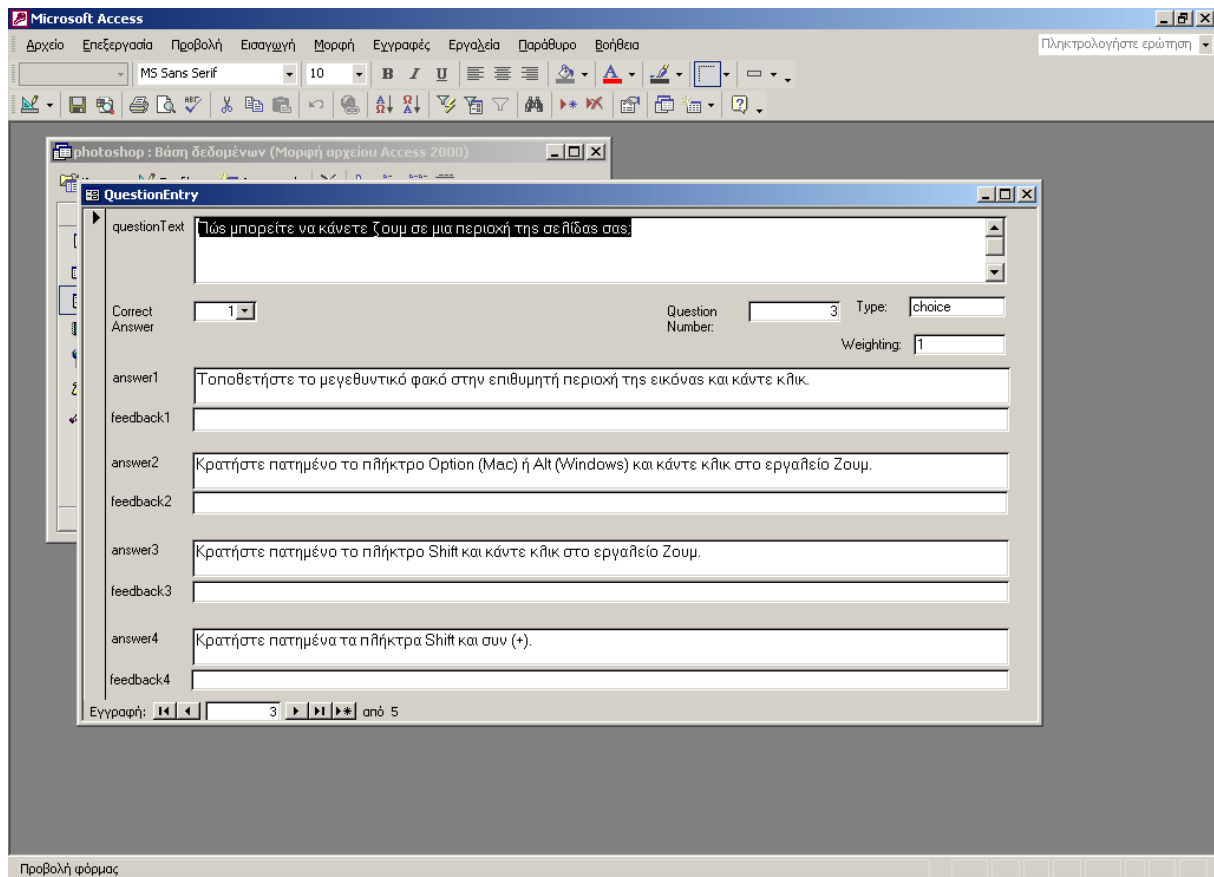 Microsoft Access
Αρχείο Επεξεργασία Προβολή Εισαγωγή Μορφή Εγγραφές Εργαλεία Παράθυρο Βοήθεια Πληκτρολογήστε ερώτηση
MS Sans Serif 10 B I U
photoshop : Βάση δεδομένων (Μορφή αρχείου Access 2000)
QuestionEntry
questionText Πώς μπορείτε να κάνετε ζουμ σε μια περιοχή της σελίδας σας;
Correct Answer 1 Question Number: 3 Type: choice
Weighting: 1
answer1 Τοποθετήστε το μεγεθυντικό φακό στην επιθυμητή περιοχή της εικόνας και κάντε κλικ.
feedback1
answer2 Κρατήστε πατημένο το πλήκτρο Option (Mac) ή Alt (Windows) και κάντε κλικ στο εργαλείο Ζουμ.
feedback2
answer3 Κρατήστε πατημένο το πλήκτρο Shift και κάντε κλικ στο εργαλείο Ζουμ.
feedback3
answer4 Κρατήστε πατημένα τα πλήκτρα Shift και συν (+).
feedback4
Εγγραφή: 3 από 5
Προβολή φόρμας